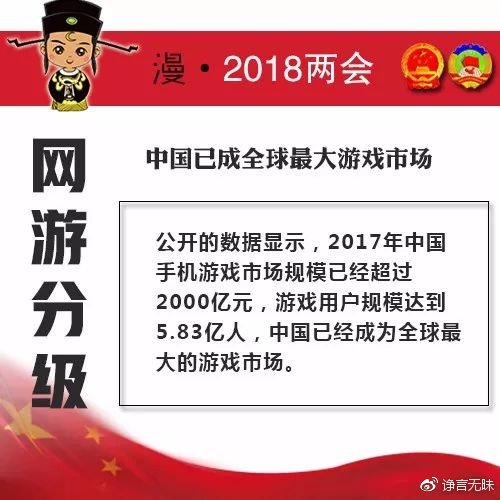 漫·2018两会
网游分级
中国已成全球最大游戏市场
公开的数据显示，2017年中国
手机游戏市场规模已经超过
2000亿元，游戏用户规模达到
5.83亿人，中国已经成为全球最
大的游戏市场。
诤言无昧